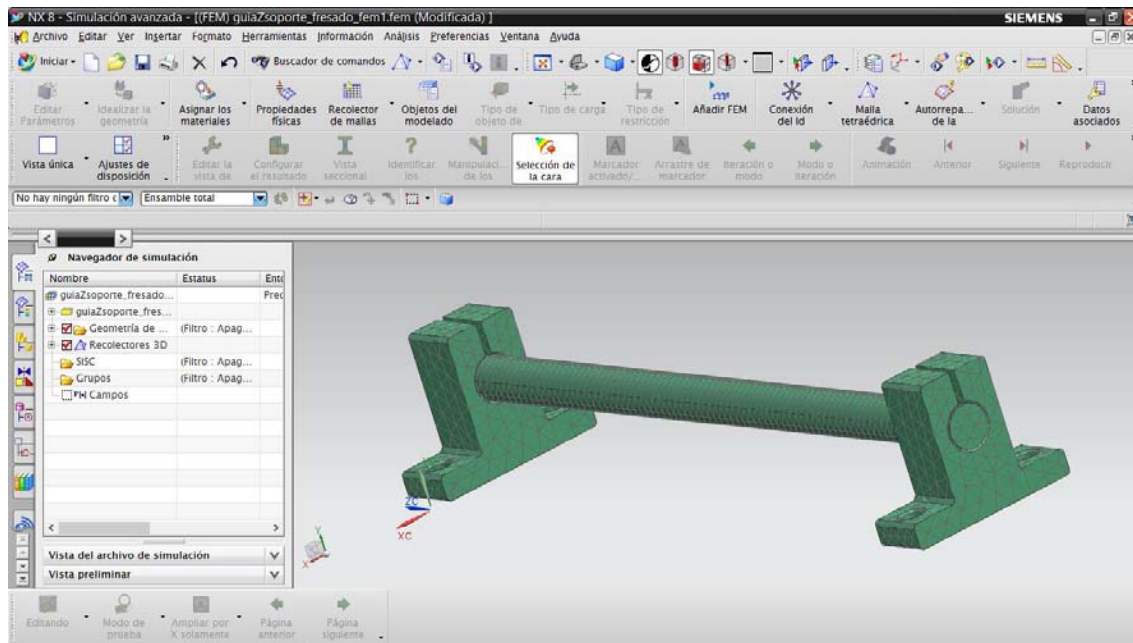 NX 8 - Simulación avanzada - [(FEM) guiaZsoporte_fresado_fem1.fem (Modificada) ]
SIEMENS
Archivo Editar Ver Insertar Formato Herramientas Información Análisis Preferencias Ventana Ayuda
Iniciar
Buscador de comandos
Editar Parámetros
Idealizar la geometría
Asignar los materiales
Propiedades físicas
Recolector de mallas
Objetos del modelado
Tipo de objeto de
Tipo de carga
Tipo de restricción
Añadir FEM
Conexión del Id
Malla tetraédrica
Autorrepa... de la
Solución
Datos asociados
Vista única
Ajustes de disposición
Editar la vista de
Configurar el resultado
Vista seccional
Identificar los
Manipulaci... de los
Selección de la cara
Marcador activado/...
Arrastre de marcador
Iteración o modo
Modo o iteración
Animación
Anterior
Siguiente
Reproducir
No hay ningún filtro
Ensamble total
Navegador de simulación
Nombre Estatus Ento
guiaZsoporte_fresado... Prec
guiaZsoporte_fres...
Geometría de ... (Filtro : Apag...
Recolectores 3D
SISC (Filtro : Apag...
Grupos (Filtro : Apag...
Campos
Vista del archivo de simulación
Vista preliminar
ZC
XC
Y
X
Editando
Modo de prueba
Ampliar por X solamente
Página anterior
Página siguiente